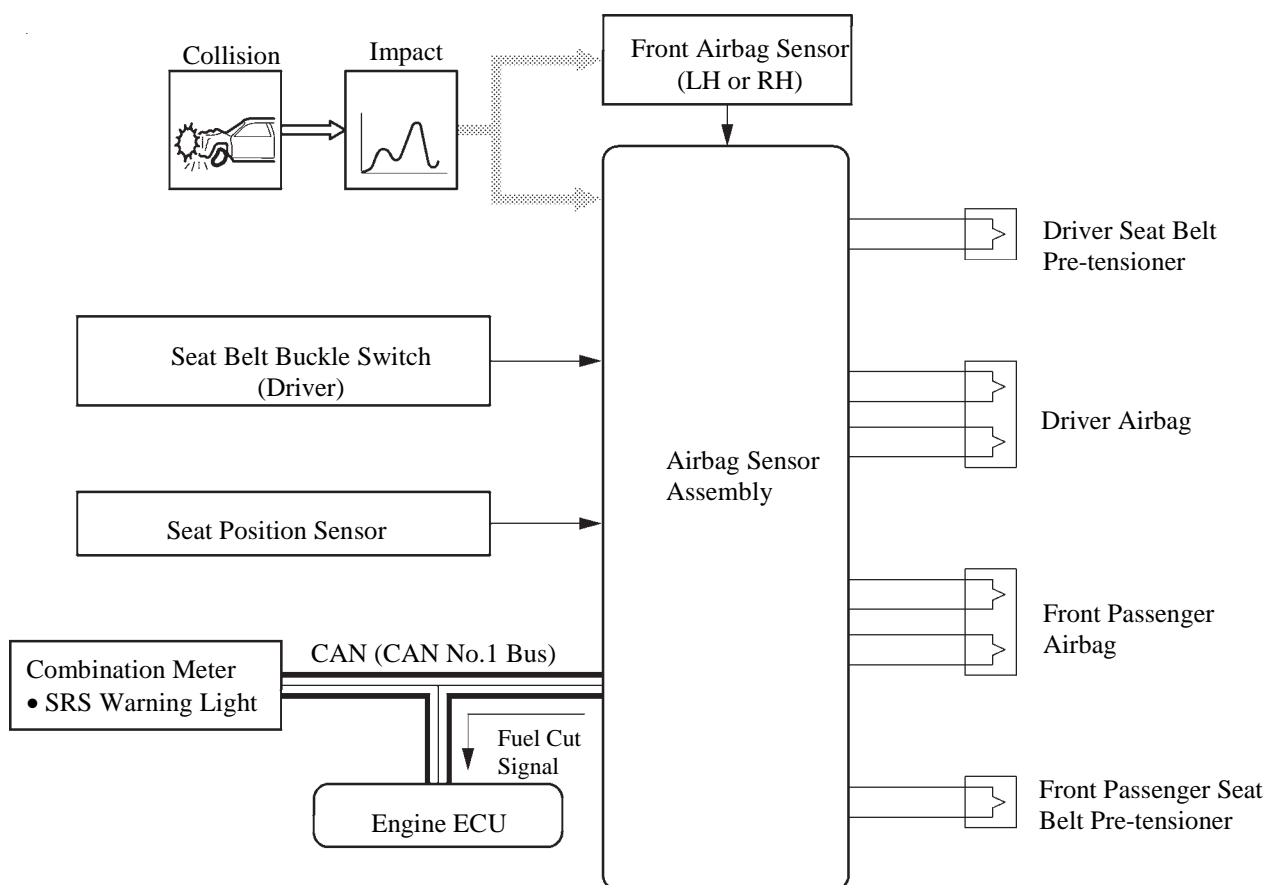 Collision
Impact
Front Airbag Sensor
(LH or RH)
Driver Seat Belt
Pre-tensioner
Seat Belt Buckle Switch
(Driver)
Driver Airbag
Airbag Sensor
Assembly
Seat Position Sensor
Front Passenger
Airbag
CAN (CAN No.1 Bus)
Combination Meter
• SRS Warning Light
Fuel Cut
Signal
Engine ECU
Front Passenger Seat
Belt Pre-tensioner